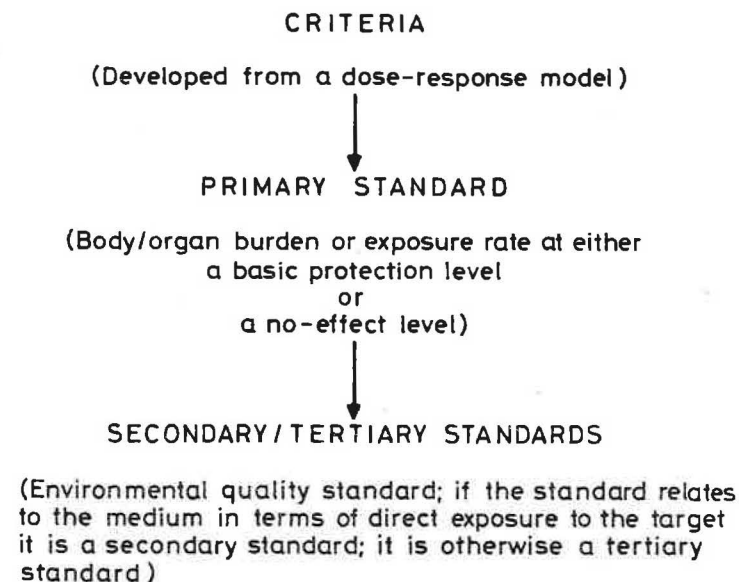 CRITERIA
(Developed from a dose-response model)
PRIMARY STANDARD
(Body/organ burden or exposure rate at either
a basic protection level
or
a no-effect level)
SECONDARY/TERTIARY STANDARDS
(Environmental quality standard; if the standard relates
to the medium in terms of direct exposure to the target
it is a secondary standard; it is otherwise a tertiary
standard)